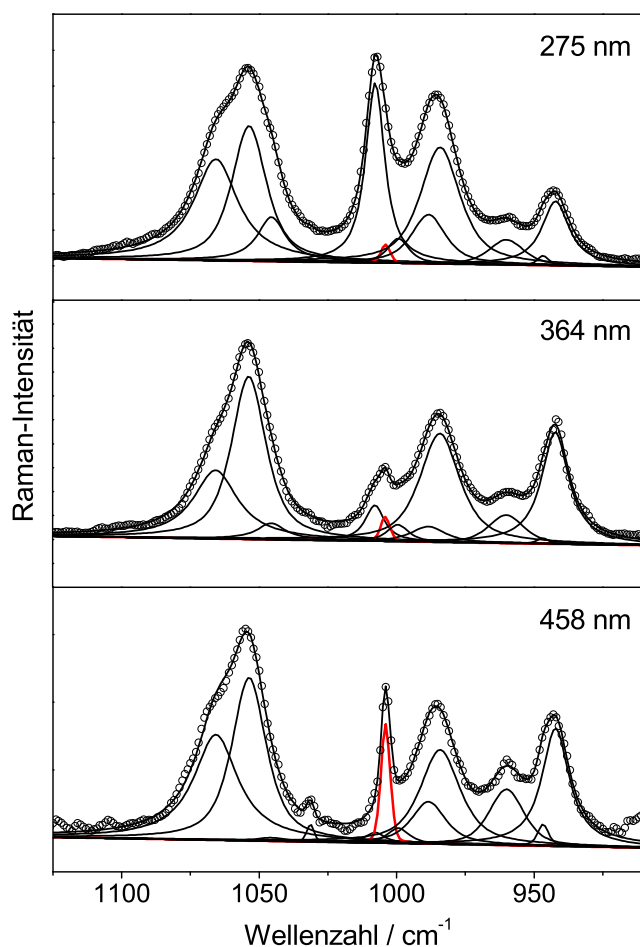 275 nm
364 nm
458 nm
Raman-Intensität
1100 1050 1000 950
Wellenzahl / cm⁻¹